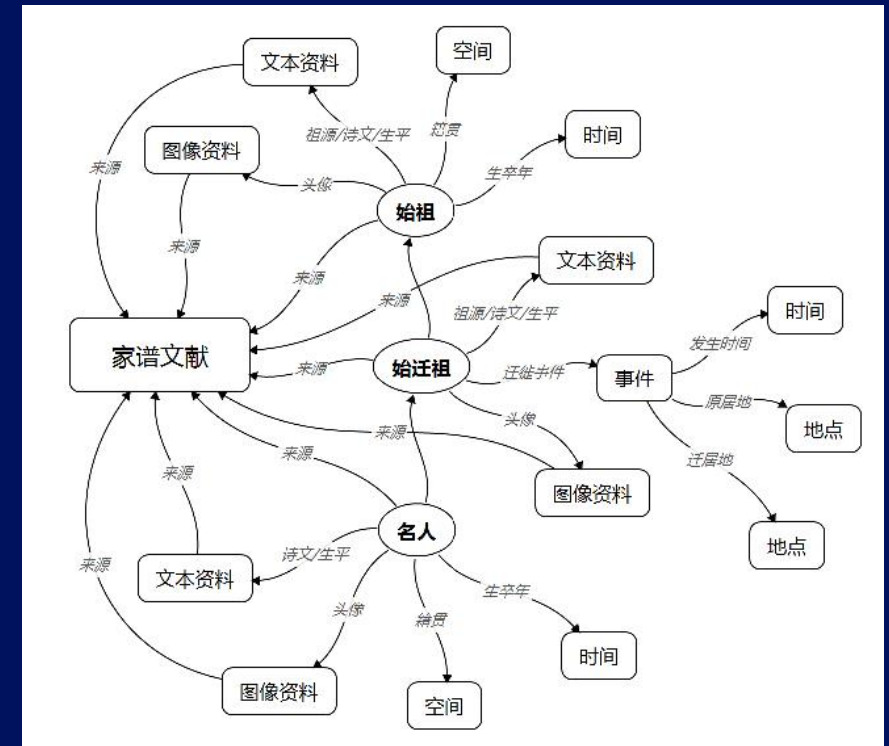 空间
文本资料
时间
祖源/诗文/生平
籍贯
图像资料
来源
生卒年
头像
始祖
来源
文本资料
来源
来源
祖源/诗文/生平
时间
发生时间
家谱文献
来源
始迁祖
迁徙事件
事件
原居地
头像
地点
来源
来源
迁居地
来源
图像资料
名人
地点
诗文/生平
来源
文本资料
生卒年
头像
籍贯
时间
图像资料
空间